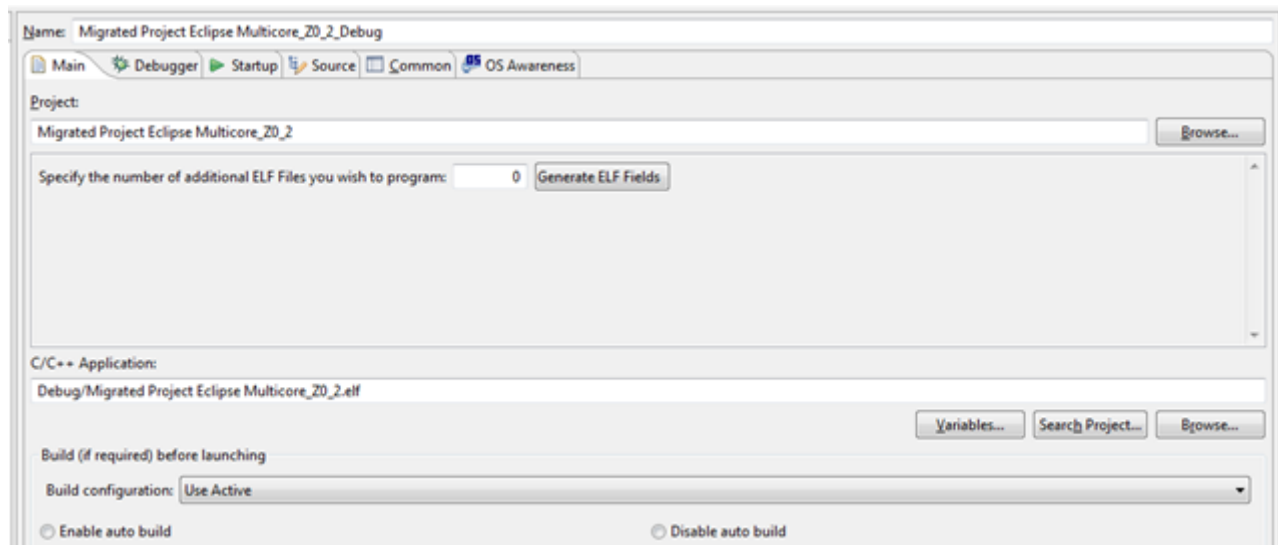 Name: Migrated Project Eclipse Multicore_Z0_2_Debug
Main Debugger Startup Source Common OS Awareness
Project:
Migrated Project Eclipse Multicore_Z0_2 Browse...
Specify the number of additional ELF Files you wish to program: 0 Generate ELF Fields
C/C++ Application:
Debug/Migrated Project Eclipse Multicore_Z0_2.elf
Variables... Search Project... Browse...
Build (if required) before launching
Build configuration: Use Active
Enable auto build Disable auto build